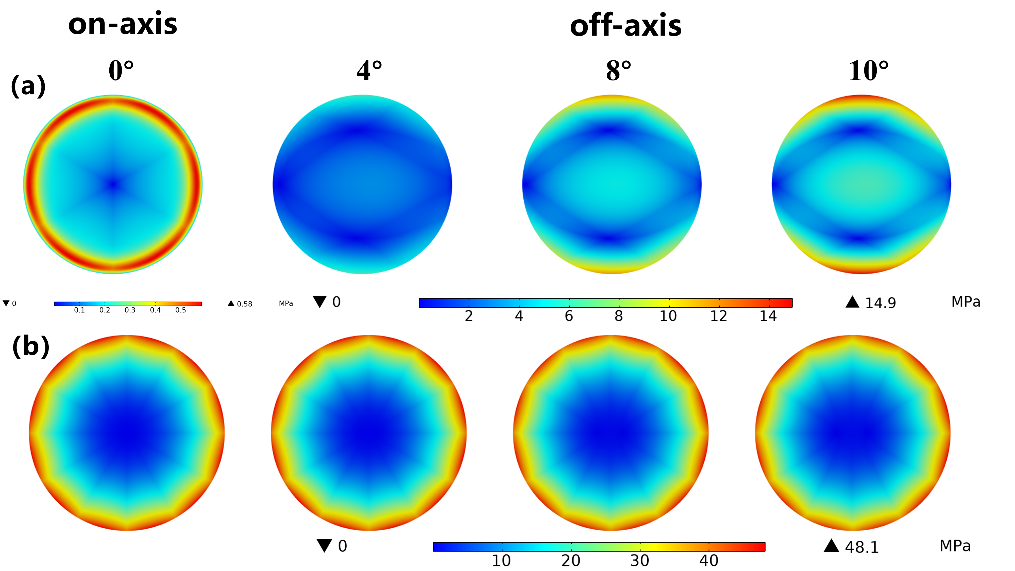 on-axis off-axis
0° 4° 8° 10°
(a)
▼ 0 0.1 0.2 0.3 0.4 0.5 ▲ 0.58 MPa
▼ 0 2 4 6 8 10 12 14 ▲ 14.9 MPa
(b)
▼ 0 10 20 30 40 ▲ 48.1 MPa